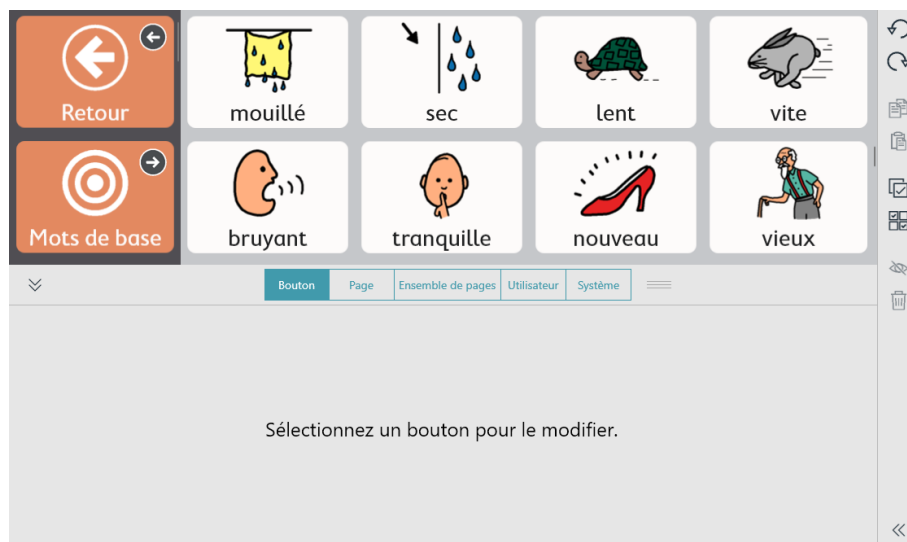 Retour
mouillé
sec
lent
vite
Mots de base
bruyant
tranquille
nouveau
vieux
Bouton
Page
Ensemble de pages
Utilisateur
Système
Sélectionnez un bouton pour le modifier.